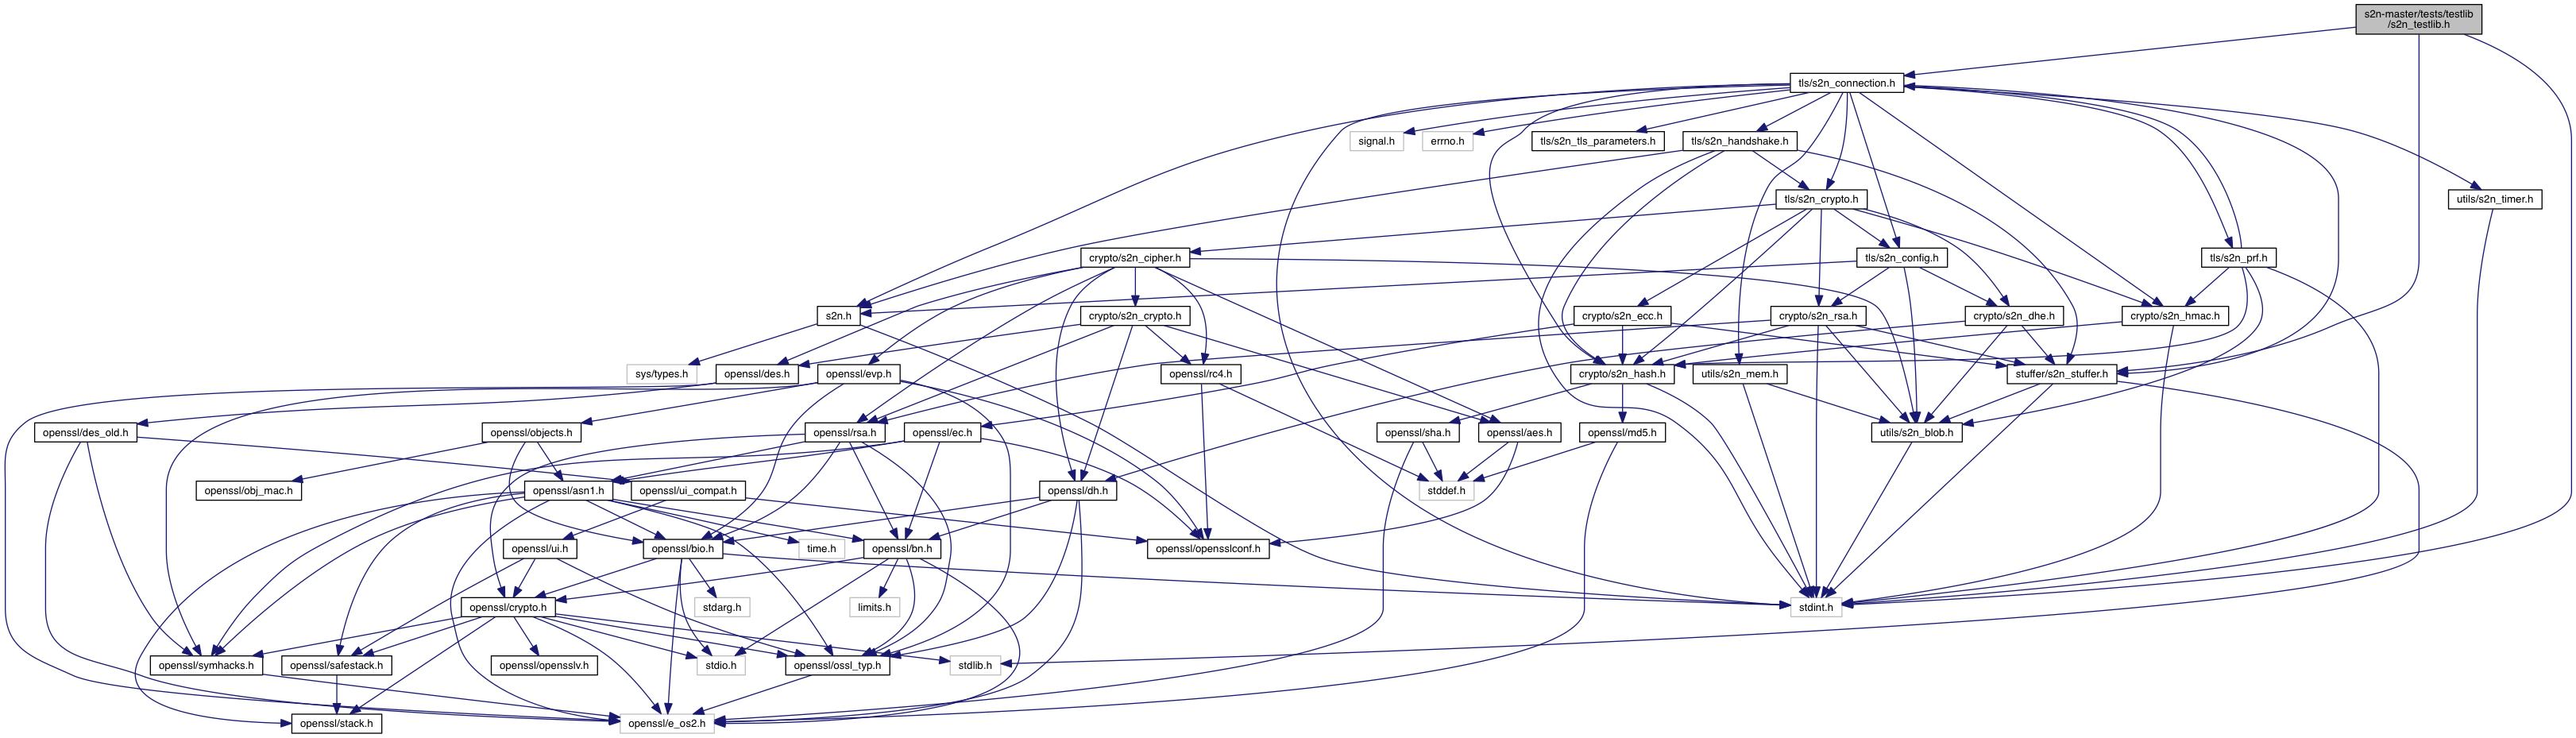 s2n-master/tests/testlib
/s2n_testlib.h
tls/s2n_connection.h
signal.h
errno.h
tls/s2n_tls_parameters.h
tls/s2n_handshake.h
tls/s2n_crypto.h
utils/s2n_timer.h
crypto/s2n_cipher.h
tls/s2n_config.h
tls/s2n_prf.h
s2n.h
crypto/s2n_crypto.h
crypto/s2n_ecc.h
crypto/s2n_rsa.h
crypto/s2n_dhe.h
crypto/s2n_hmac.h
sys/types.h
openssl/des.h
openssl/evp.h
openssl/rc4.h
crypto/s2n_hash.h
utils/s2n_mem.h
stuffer/s2n_stuffer.h
openssl/des_old.h
openssl/objects.h
openssl/rsa.h
openssl/ec.h
openssl/sha.h
openssl/aes.h
openssl/md5.h
utils/s2n_blob.h
openssl/obj_mac.h
openssl/asn1.h
openssl/ui_compat.h
openssl/dh.h
stddef.h
openssl/ui.h
openssl/bio.h
time.h
openssl/bn.h
openssl/opensslconf.h
openssl/crypto.h
stdarg.h
limits.h
stdint.h
openssl/symhacks.h
openssl/safestack.h
openssl/opensslv.h
stdio.h
openssl/ossl_typ.h
stdlib.h
openssl/stack.h
openssl/e_os2.h